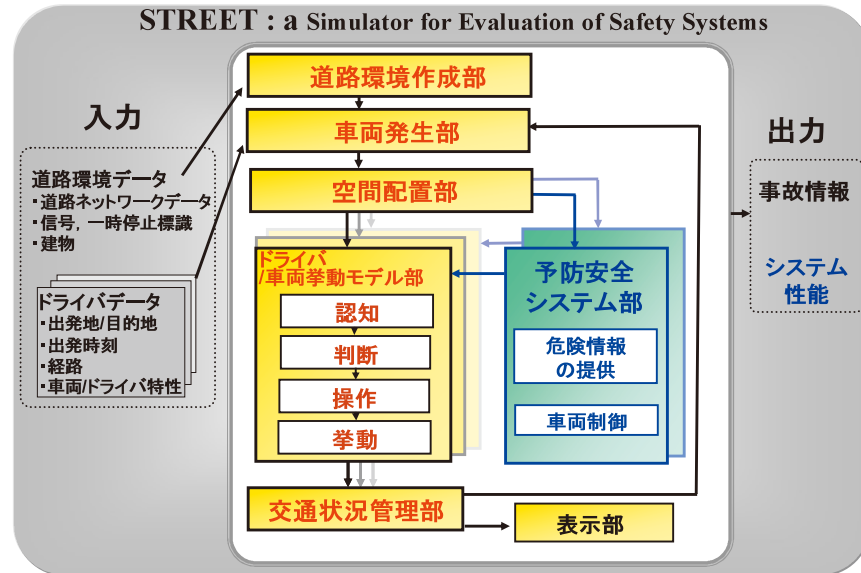 STREET : a Simulator for Evaluation of Safety Systems
入力
道路環境データ
・道路ネットワークデータ
・信号，一時停止標識
・建物
ドライバデータ
・出発地/目的地
・出発時刻
・経路
・車両/ドライバ特性
道路環境作成部
車両発生部
空間配置部
ドライバ
/車両挙動モデル部
認知
判断
操作
挙動
予防安全
システム部
危険情報
の提供
車両制御
交通状況管理部
表示部
出力
事故情報
システム
性能